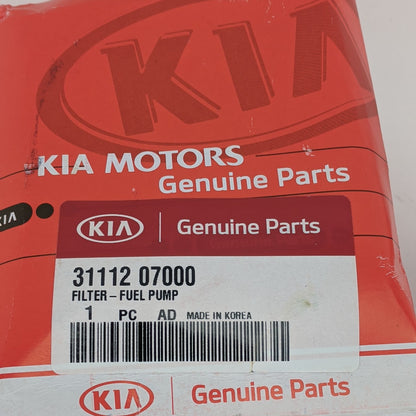 KIA
KIA MOTORS
Genuine Parts
KIA
KIA Genuine Parts
31112 07000
FILTER-FUEL PUMP
1 PC AD MADE IN KOREA
KIA Genuine Parts